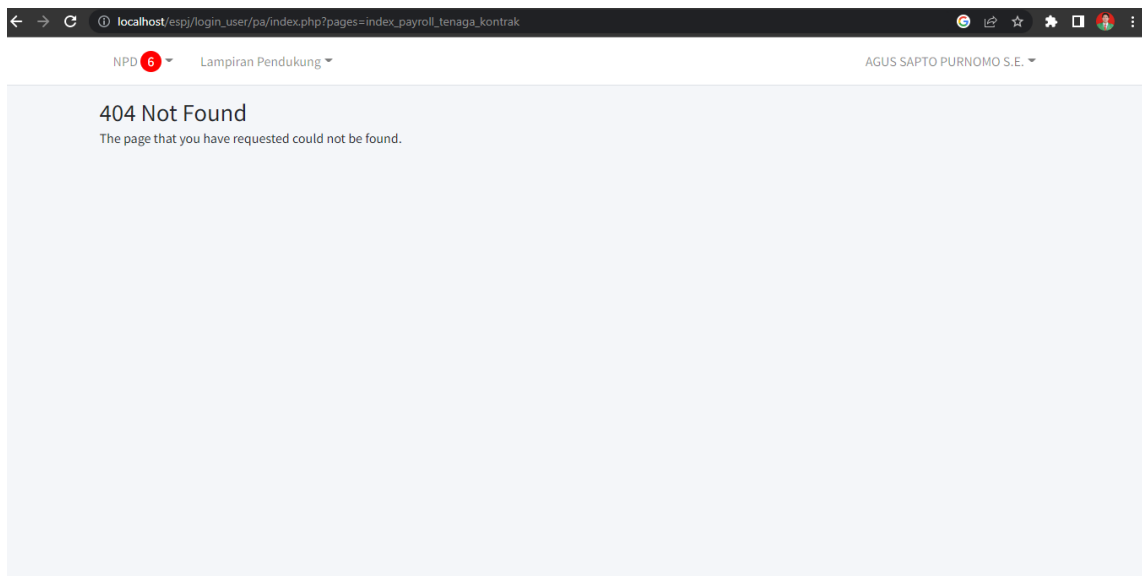 localhost/espj/login_user/pa/index.php?pages=index_payroll_tenaga_kontrak
NPD 6 Lampiran Pendukung AGUS SAPTO PURNOMO S.E.
404 Not Found
The page that you have requested could not be found.